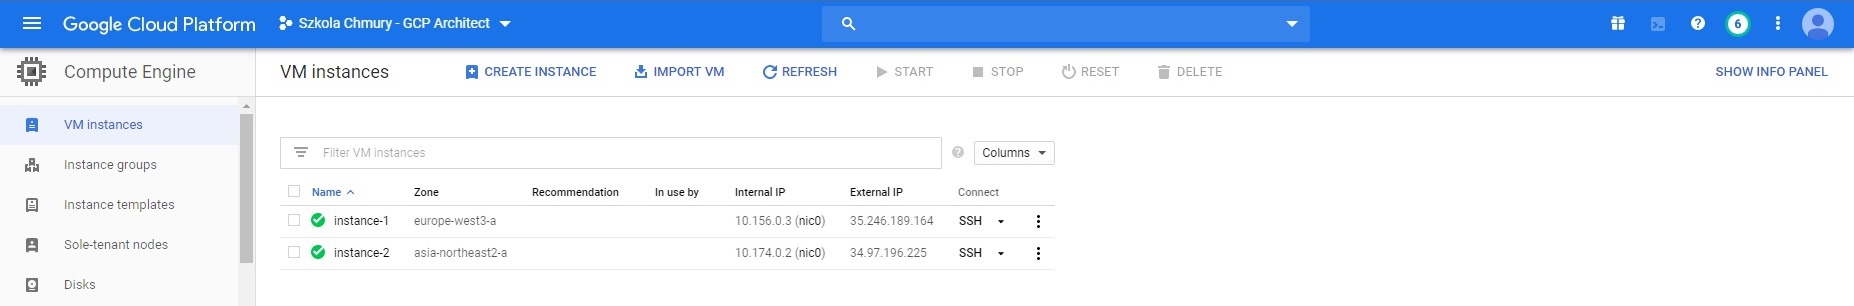 Google Cloud Platform Szkola Chmury - GCP Architect 6
Compute Engine VM instances CREATE INSTANCE IMPORT VM REFRESH START STOP RESET DELETE SHOW INFO PANEL
VM instances
Instance groups
Instance templates
Sole-tenant nodes
Disks
Filter VM instances ? Columns
Name Zone Recommendation In use by Internal IP External IP Connect
instance-1 europe-west3-a 10.156.0.3 (nic0) 35.246.189.164 SSH
instance-2 asia-northeast2-a 10.174.0.2 (nic0) 34.97.196.225 SSH